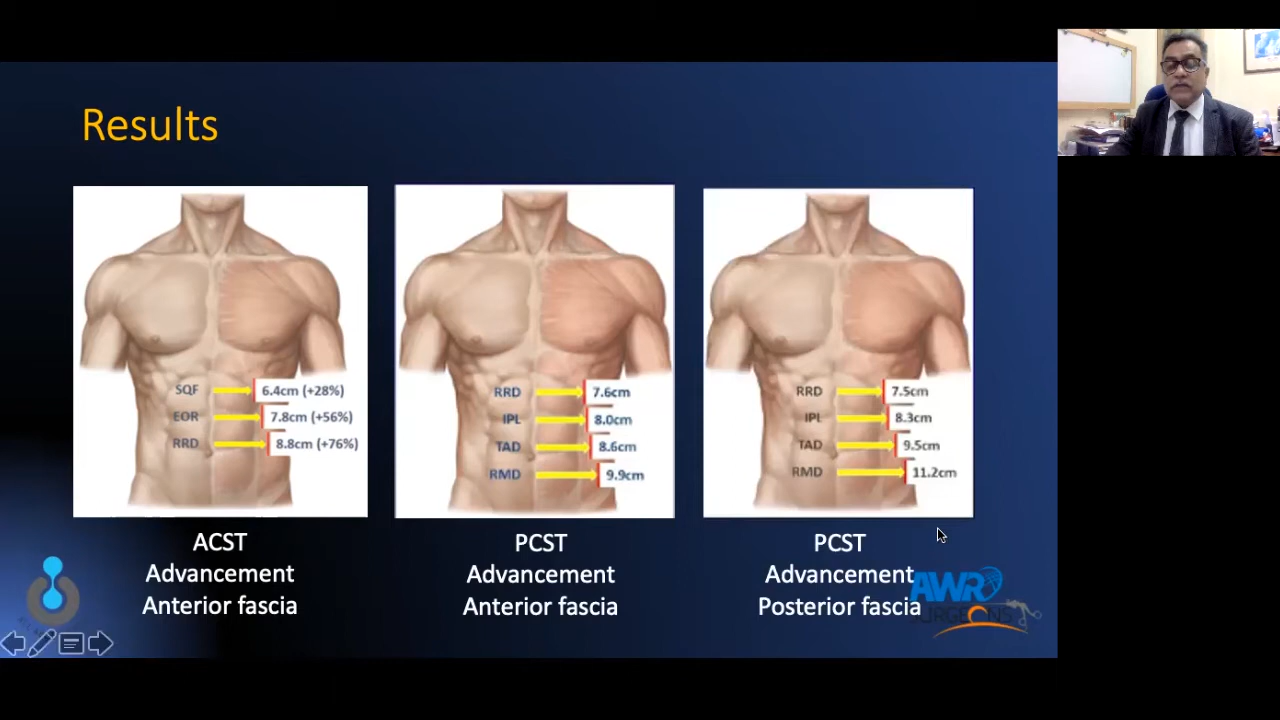 Results
SQF 6.4cm (+28%)
EOR 7.8cm (+56%)
RRD 8.8cm (+76%)
RRD 7.6cm
IPL 8.0cm
TAD 8.6cm
RMD 9.9cm
RRD 7.5cm
IPL 8.3cm
TAD 9.5cm
RMD 11.2cm
ACST
Advancement
Anterior fascia
PCST
Advancement
Anterior fascia
PCST
Advancement
Posterior fascia
AWR
SURGEONS